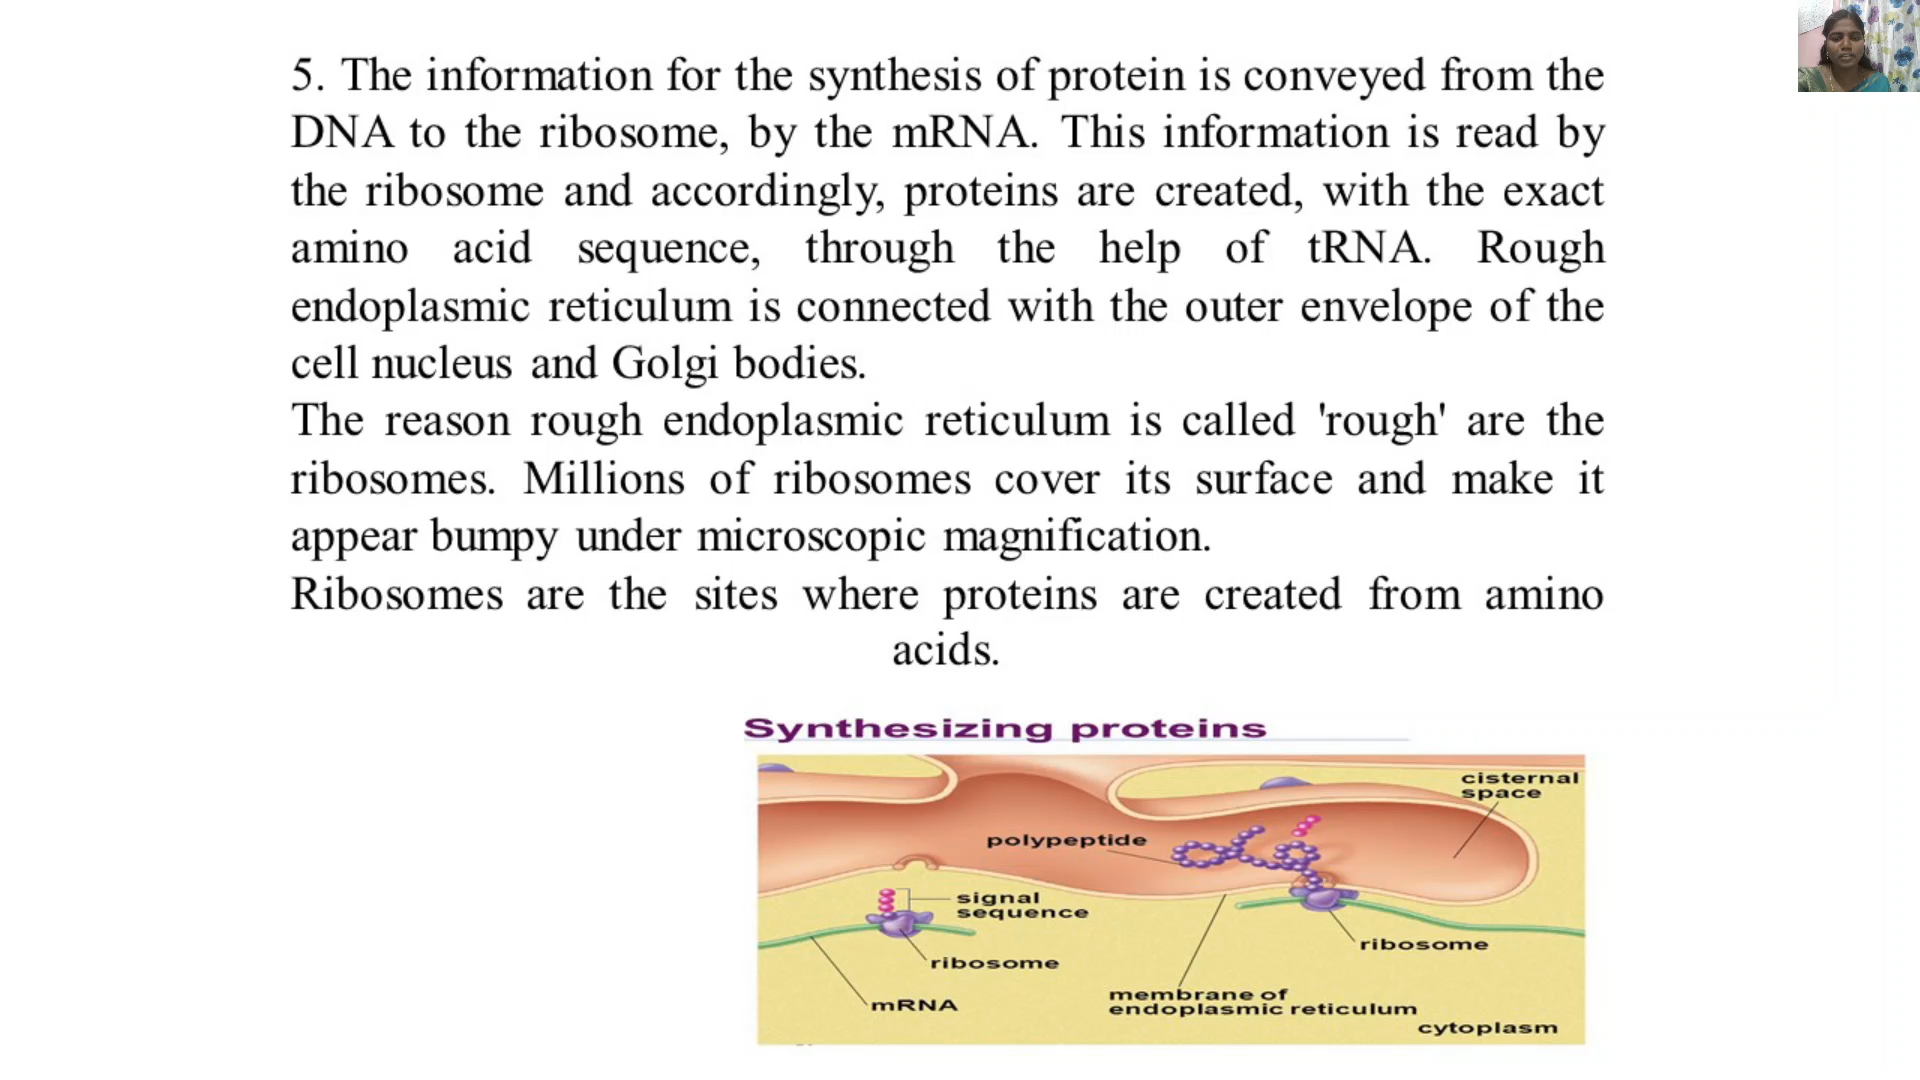 5. The information for the synthesis of protein is conveyed from the
DNA to the ribosome, by the mRNA. This information is read by
the ribosome and accordingly, proteins are created, with the exact
amino acid sequence, through the help of tRNA. Rough
endoplasmic reticulum is connected with the outer envelope of the
cell nucleus and Golgi bodies.
The reason rough endoplasmic reticulum is called 'rough' are the
ribosomes. Millions of ribosomes cover its surface and make it
appear bumpy under microscopic magnification.
Ribosomes are the sites where proteins are created from amino
acids.
Synthesizing proteins
cisternal
space
polypeptide
signal
sequence
ribosome
ribosome
mRNA
membrane of
endoplasmic reticulum
cytoplasm